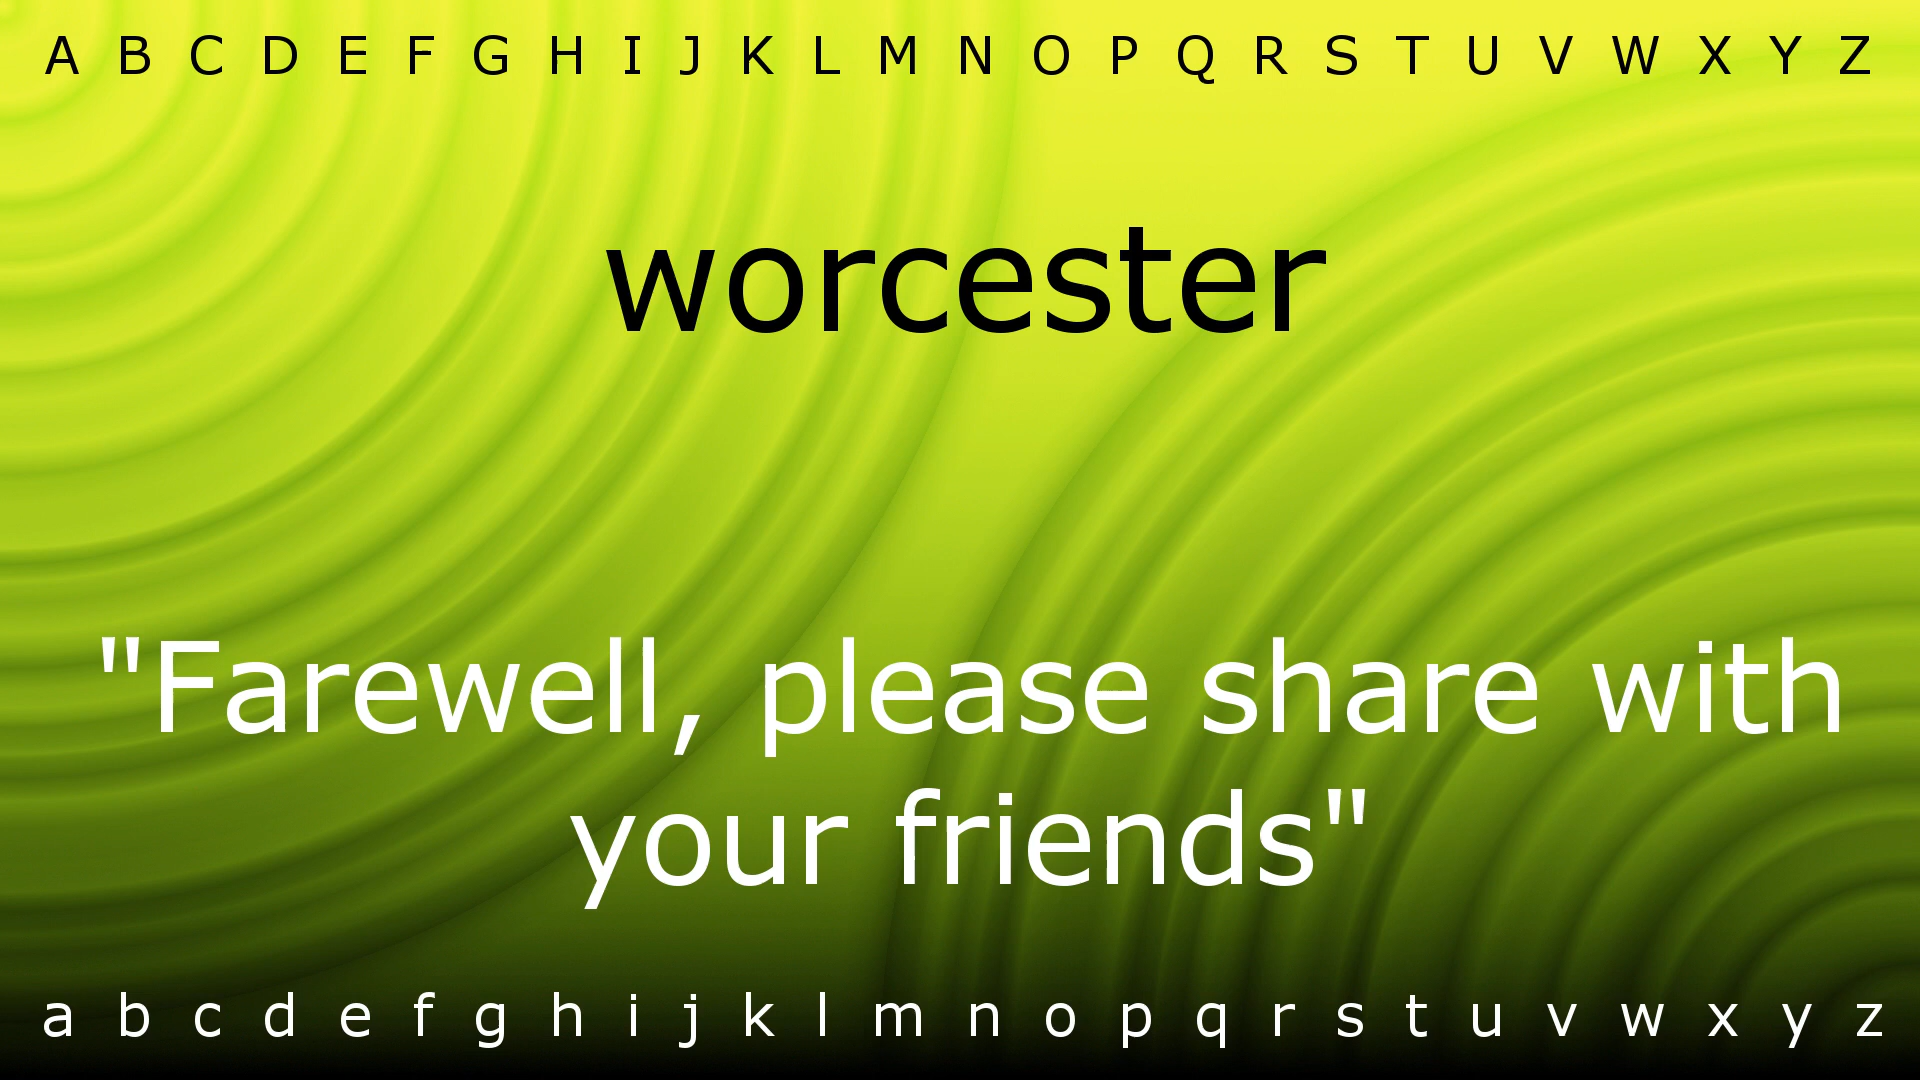 A B C D E F G H I J K L M N O P Q R S T U V W X Y Z
worcester
"Farewell, please share with
your friends"
a b c d e f g h i j k l m n o p q r s t u v w x y z